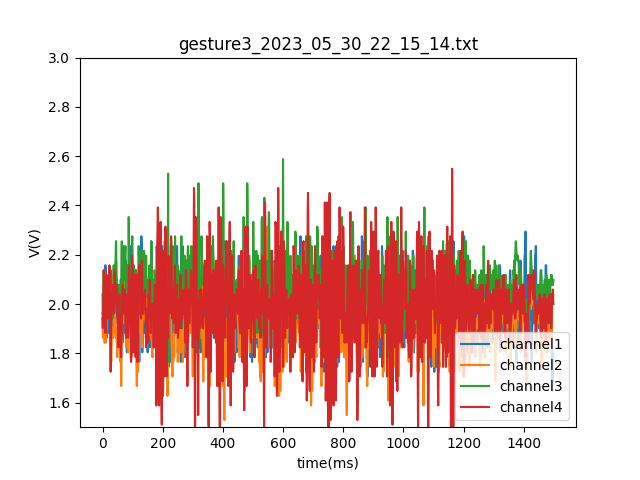 gesture3_2023_05_30_22_15_14.txt
3.0
2.8
2.6
2.4
2.2
2.0
1.8
1.6
V(V)
0 200 400 600 800 1000 1200 1400
time(ms)
channel1
channel2
channel3
channel4